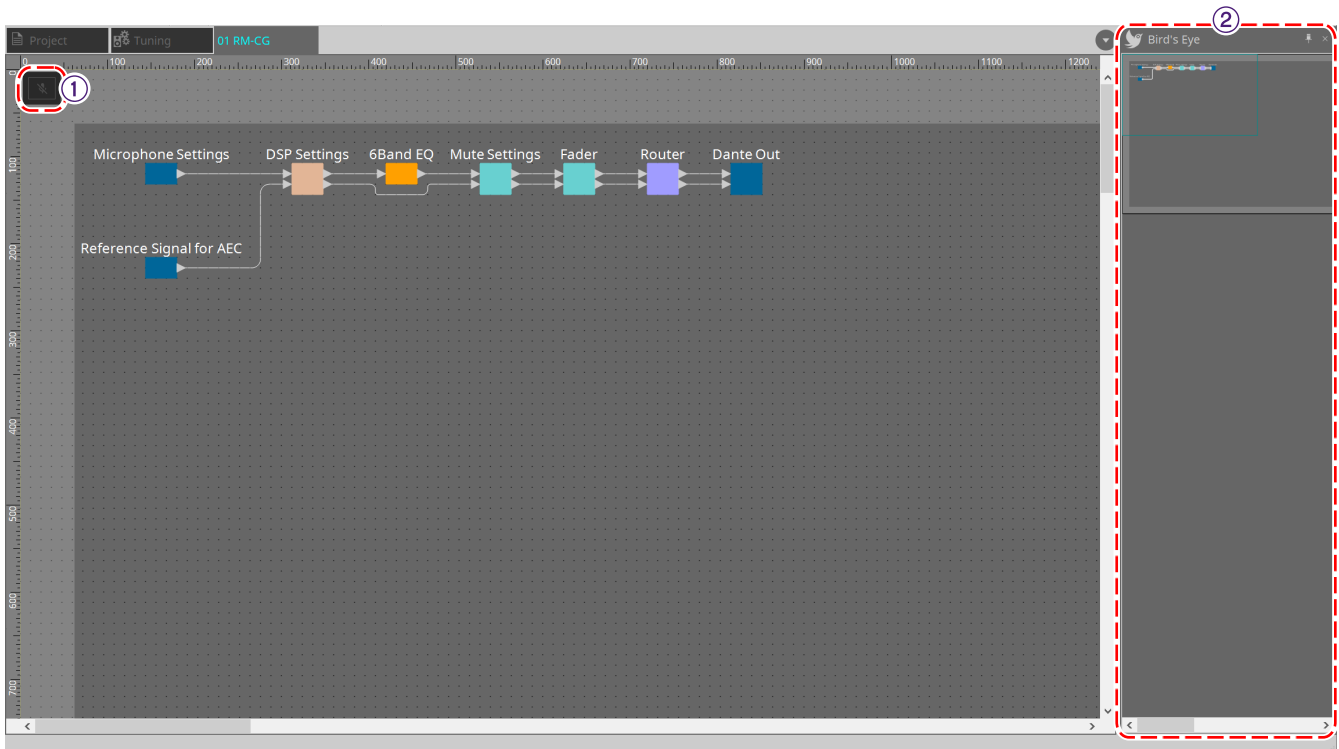 ②
Project Tuning 01 RM-CG Bird's Eye
0 100 200 300 400 500 600 700 800 900 1000 1100 1200
①
0
Microphone Settings DSP Settings 6Band EQ Mute Settings Fader Router Dante Out
100
Reference Signal for AEC
200
300
400
500
600
700